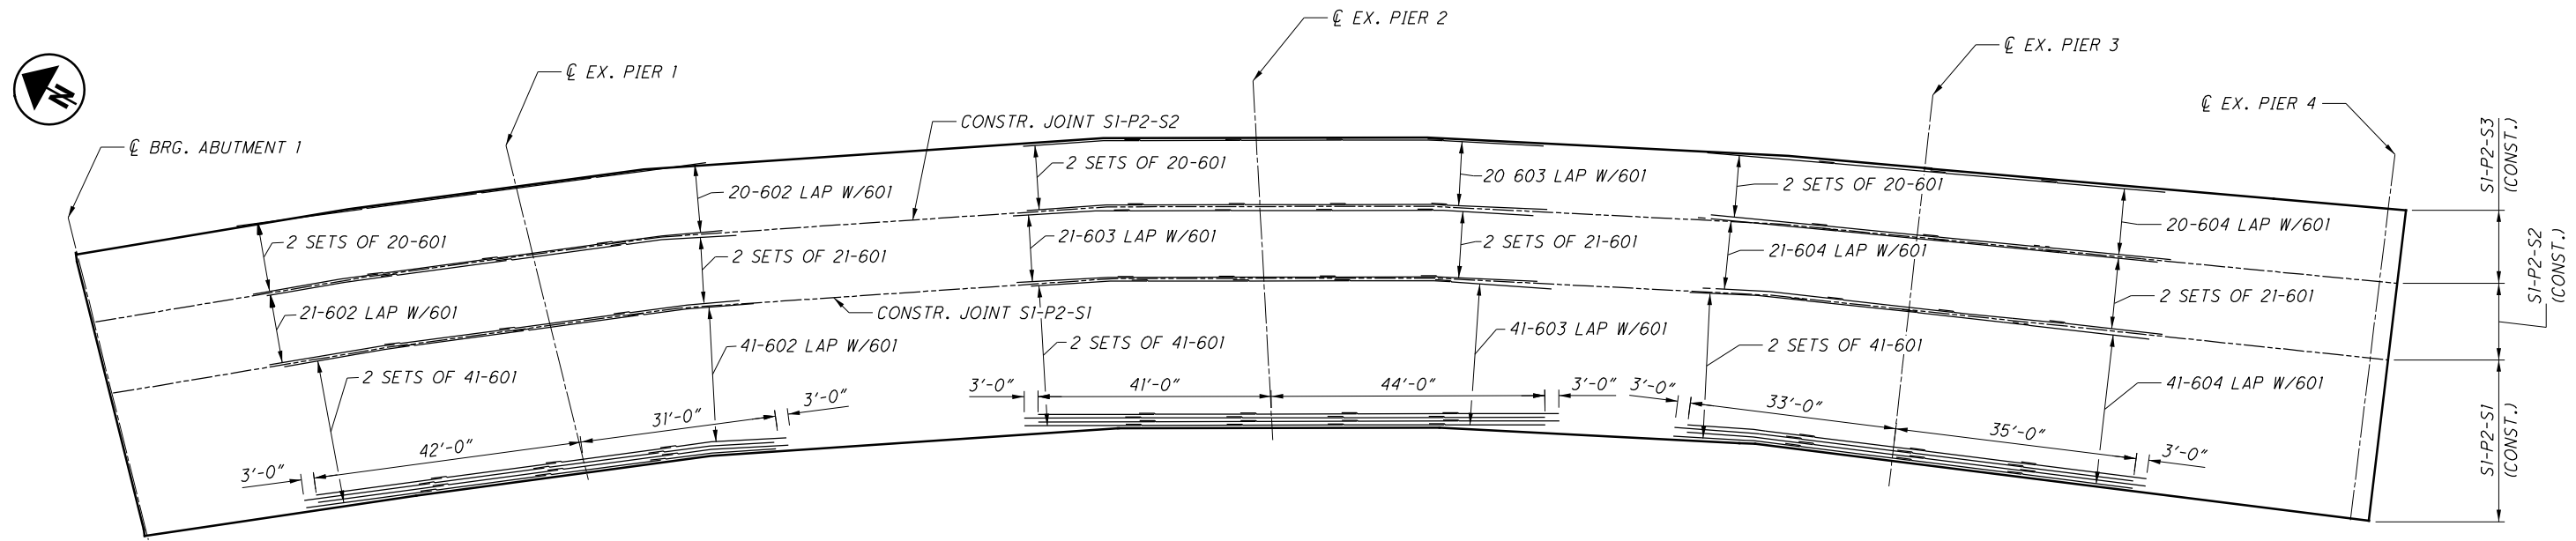 ℄ EX. PIER 2
℄ EX. PIER 3
℄ EX. PIER 1
℄ EX. PIER 4
N
℄ BRG. ABUTMENT 1
CONSTR. JOINT S1-P2-S2
2 SETS OF 20-601
20-602 LAP W/601
20 603 LAP W/601
2 SETS OF 20-601
20-604 LAP W/601
2 SETS OF 20-601
21-603 LAP W/601
2 SETS OF 21-601
2 SETS OF 21-601
21-604 LAP W/601
2 SETS OF 21-601
21-602 LAP W/601
CONSTR. JOINT S1-P2-S1
41-602 LAP W/601
2 SETS OF 41-601
41-603 LAP W/601
2 SETS OF 41-601
2 SETS OF 41-601
41-604 LAP W/601
3'-0"
42'-0"
31'-0"
3'-0"
3'-0"
41'-0"
44'-0"
3'-0"
3'-0"
33'-0"
35'-0"
3'-0"
S1-P2-S3
(CONST.)
S1-P2-S2
(CONST.)
S1-P2-S1
(CONST.)